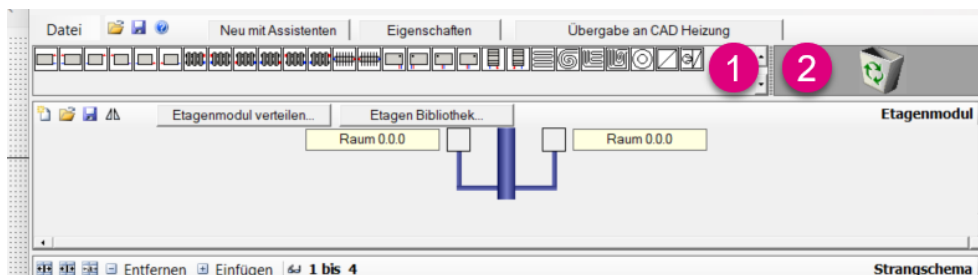 Datei Neu mit Assistenten Eigenschaften Übergabe an CAD Heizung
1 2
Etagenmodul verteilen... Etagen Bibliothek... Etagenmodul
Raum 0.0.0 Raum 0.0.0
Entfernen Einfügen 1 bis 4 Strangschema